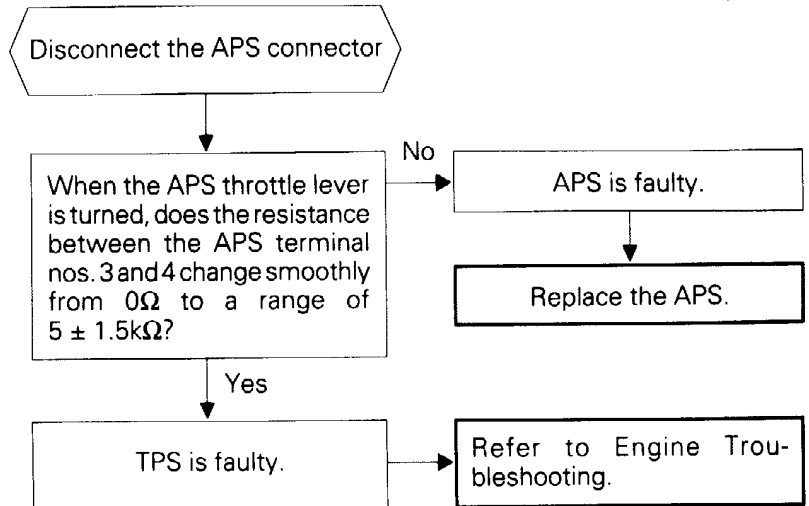 Disconnect the APS connector
When the APS throttle lever
is turned, does the resistance
between the APS terminal
nos. 3 and 4 change smoothly
from 0Ω to a range of
5 ± 1.5kΩ?
No
APS is faulty.
Replace the APS.
Yes
TPS is faulty.
Refer to Engine Trou-
bleshooting.